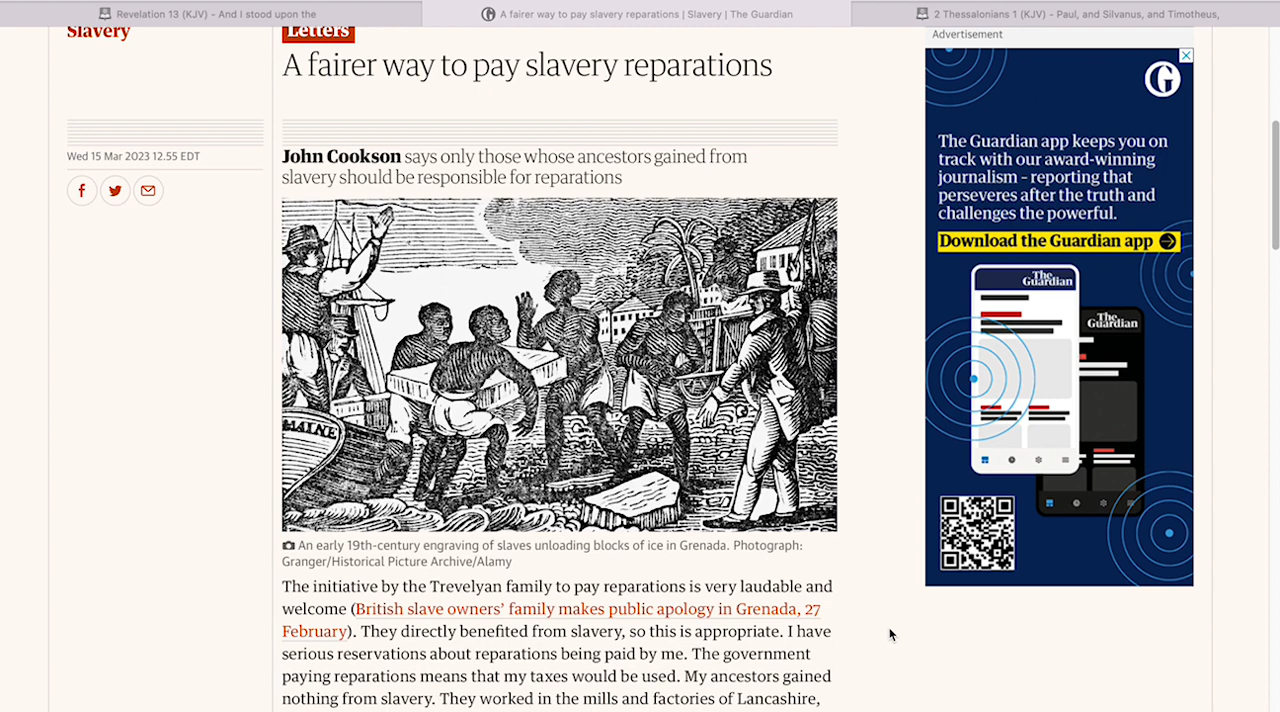 Revelation 13 (KJV) - And I stood upon the
A fairer way to pay slavery reparations | Slavery | The Guardian
2 Thessalonians 1 (KJV) - Paul, and Silvanus, and Timotheus,
Slavery
Letters
A fairer way to pay slavery reparations
Wed 15 Mar 2023 12.55 EDT
John Cookson says only those whose ancestors gained from
slavery should be responsible for reparations
MAINE
An early 19th-century engraving of slaves unloading blocks of ice in Grenada. Photograph:
Granger/Historical Picture Archive/Alamy
The initiative by the Trevelyan family to pay reparations is very laudable and
welcome (British slave owners’ family makes public apology in Grenada, 27
February). They directly benefited from slavery, so this is appropriate. I have
serious reservations about reparations being paid by me. The government
paying reparations means that my taxes would be used. My ancestors gained
nothing from slavery. They worked in the mills and factories of Lancashire,
Advertisement
G
The Guardian app keeps you on
track with our award-winning
journalism – reporting that
perseveres after the truth and
challenges the powerful.
Download the Guardian app
The
Guardian
The
Guardian